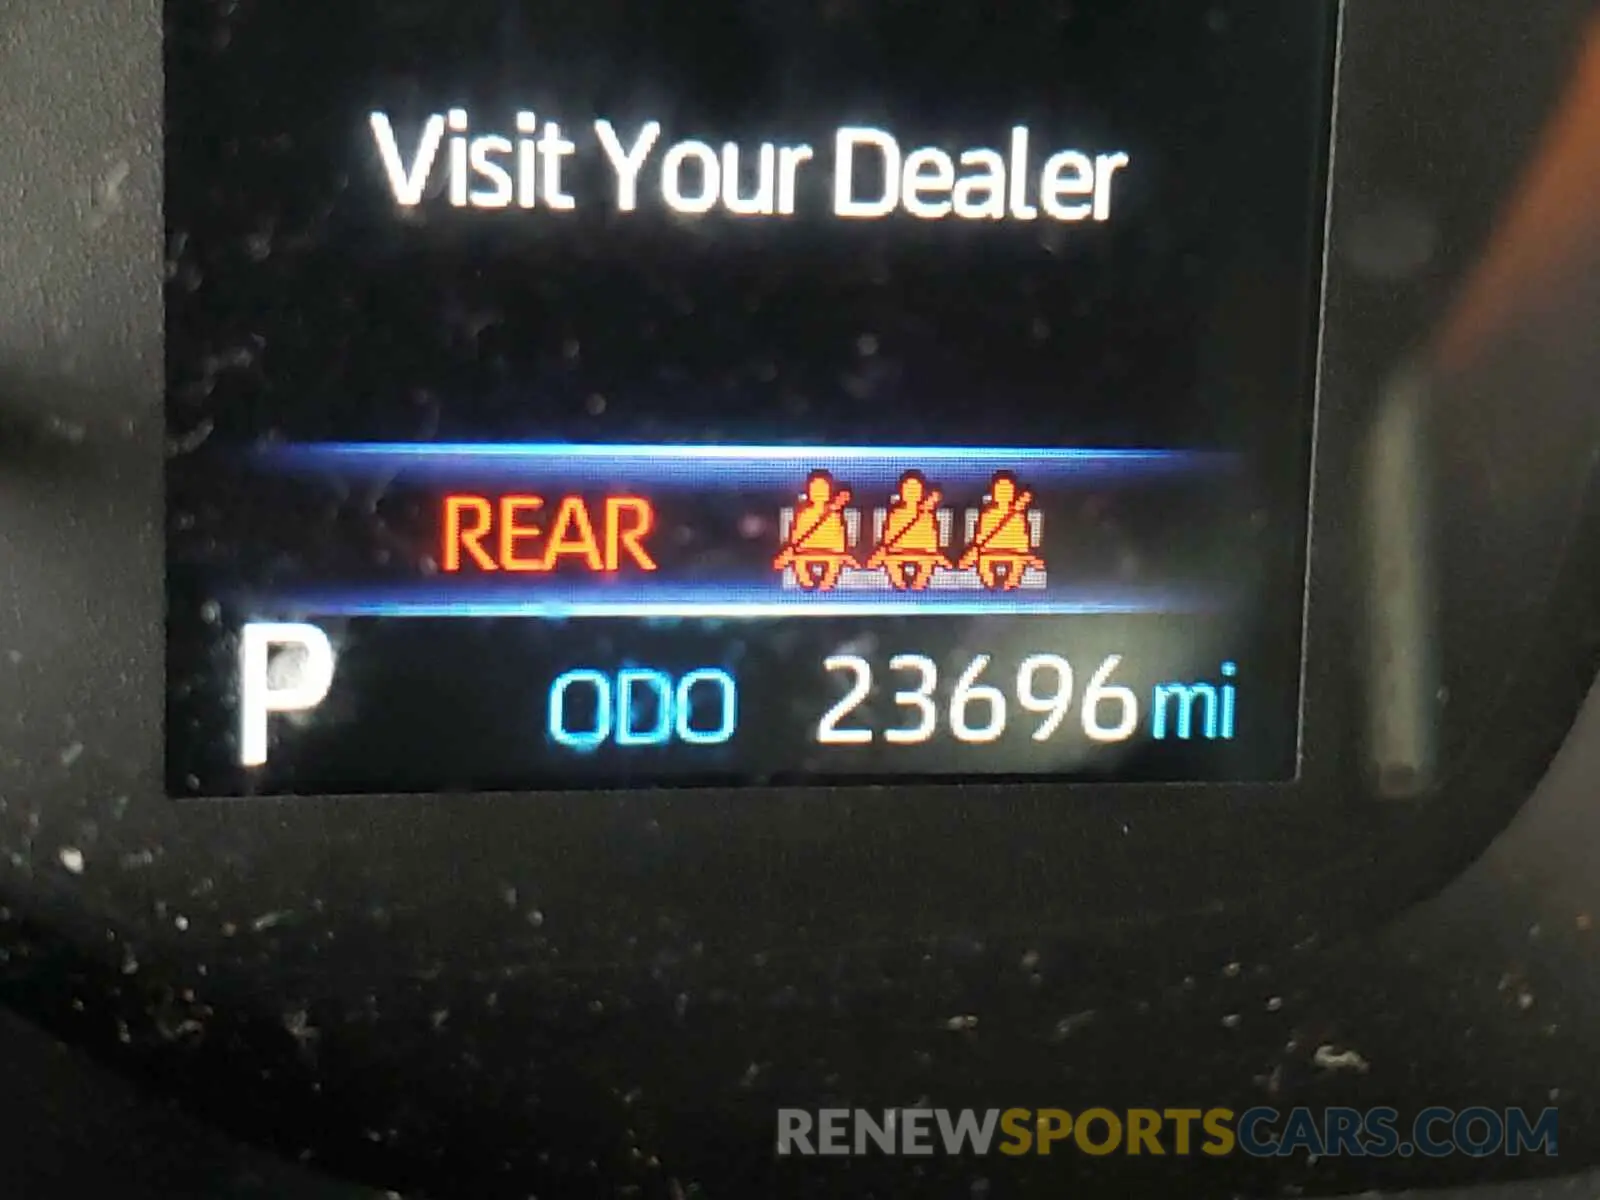 Visit Your Dealer
REAR
P ODO 23696 mi
RENEWSPORTSCARS.COM